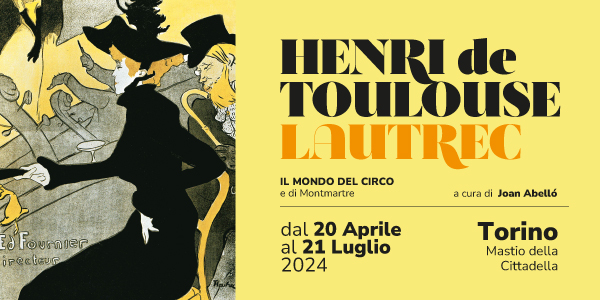 HENRI de
TOULOUSE
LAUTREC
IL MONDO DEL CIRCO
e di Montmartre
a cura di Joan Abelló
dal 20 Aprile
al 21 Luglio
2024
Torino
Mastio della
Cittadella
Ed Fournier
irecteur